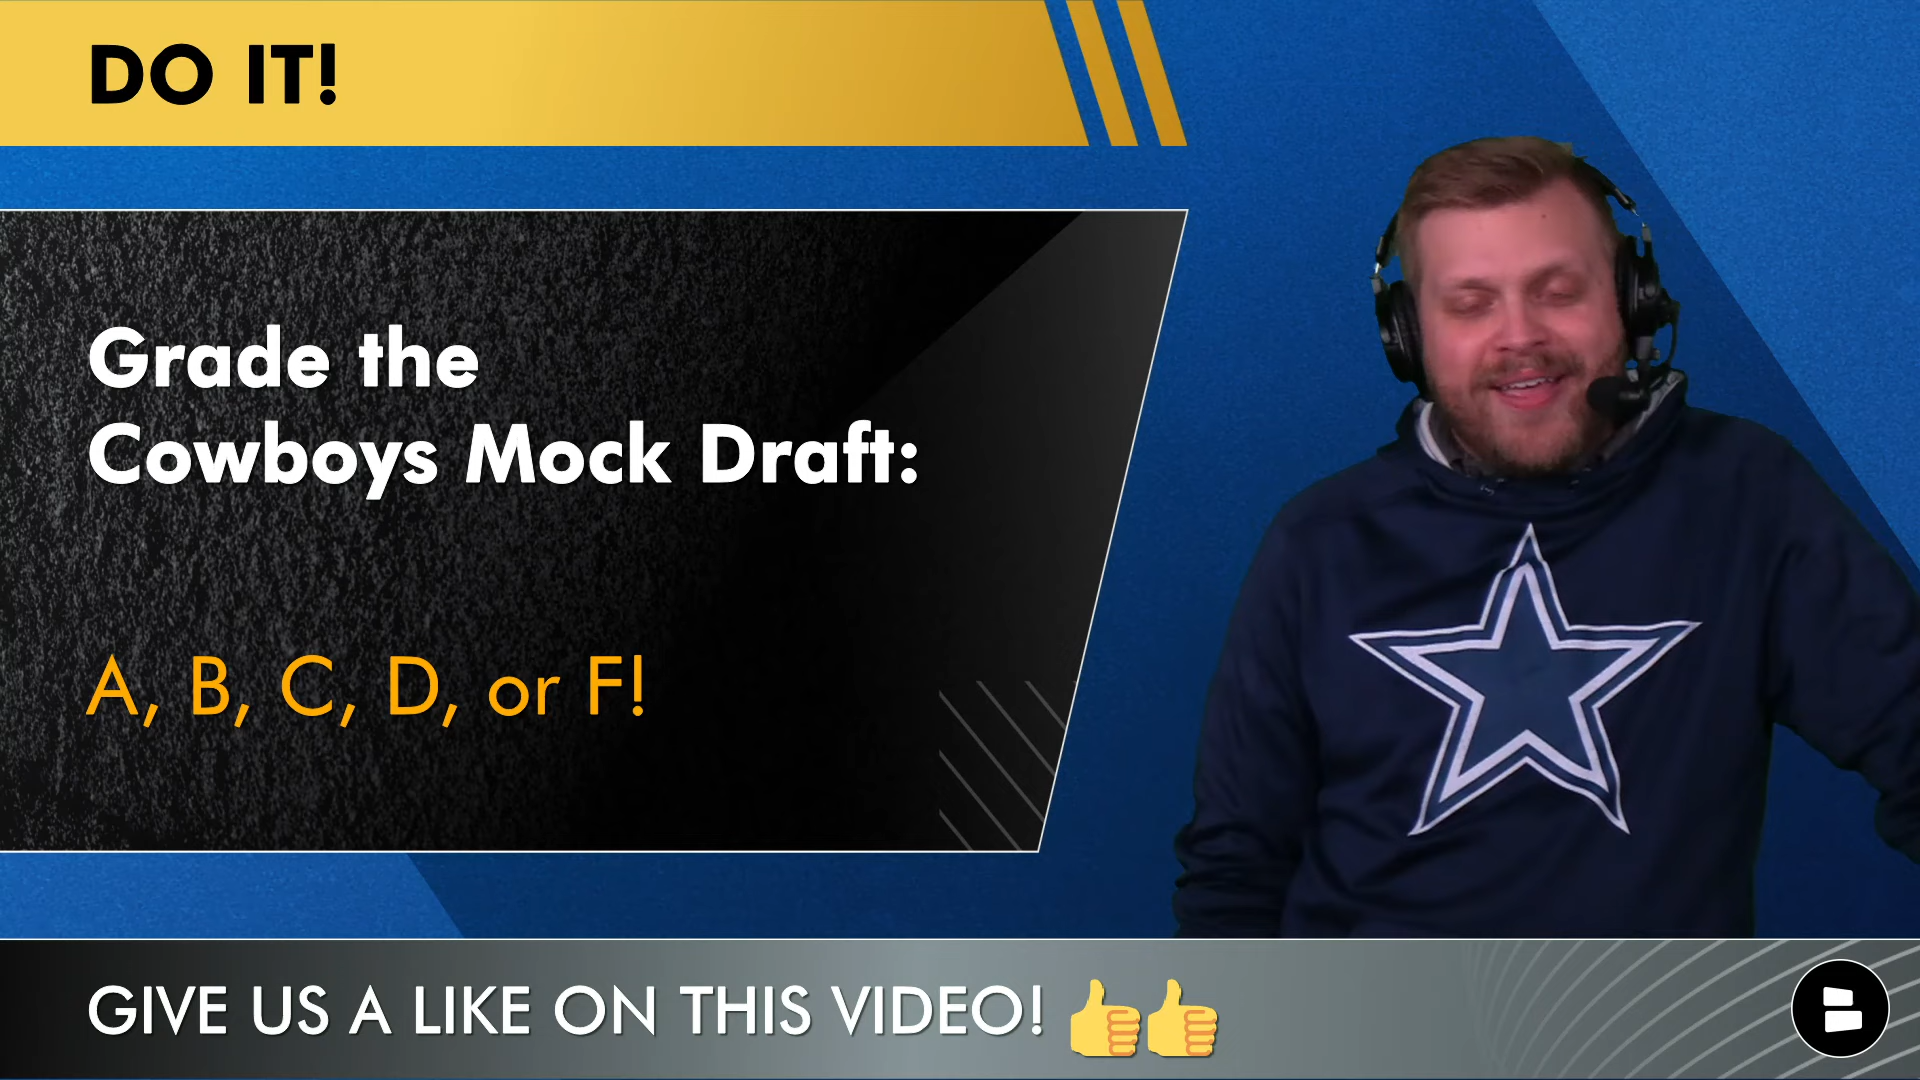 DO IT!
Grade the
Cowboys Mock Draft:
A, B, C, D, or F!
GIVE US A LIKE ON THIS VIDEO! 👍👍